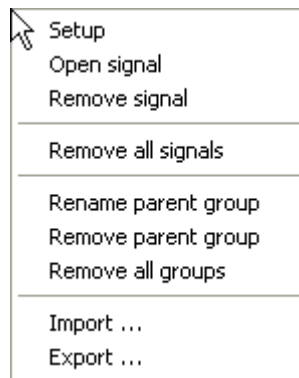 Setup
Open signal
Remove signal
Remove all signals
Rename parent group
Remove parent group
Remove all groups
Import ...
Export ...